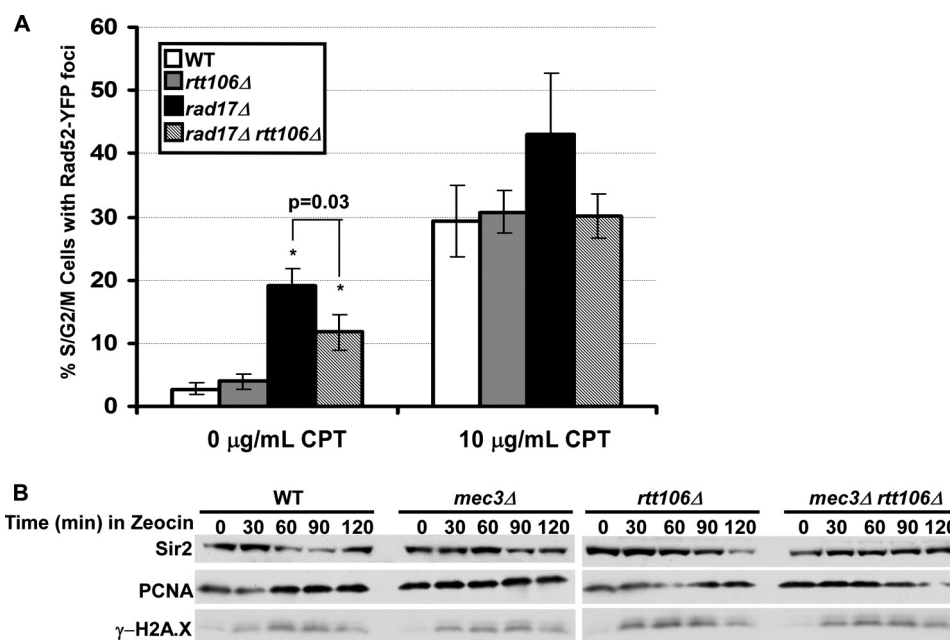 A
% S/G2/M Cells with Rad52-YFP foci
60
50
40
30
20
10
0
WT
rtt106Δ
rad17Δ
rad17Δ rtt106Δ
p=0.03
*
*
0 μg/mL CPT
10 μg/mL CPT
B
WT mec3Δ rtt106Δ mec3Δ rtt106Δ
Time (min) in Zeocin 0 30 60 90 120 0 30 60 90 120 0 30 60 90 120 0 30 60 90 120
Sir2
PCNA
γ–H2A.X